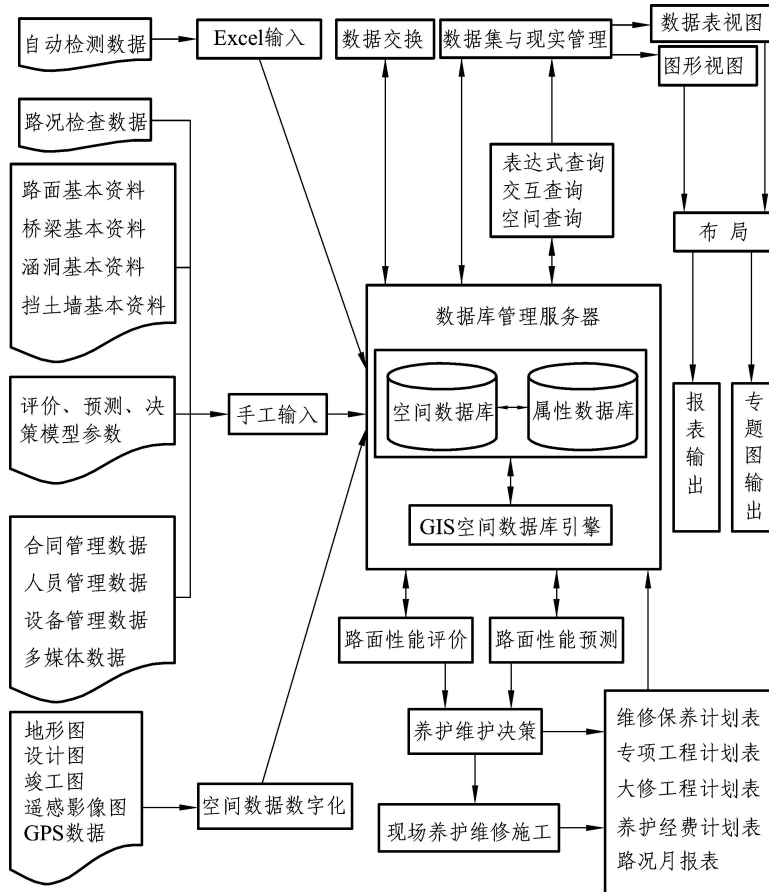 自动检测数据
Excel输入
数据交换
数据集与现实管理
数据表视图
图形视图
路况检查数据
表达式查询
交互查询
空间查询
路面基本资料
桥梁基本资料
涵洞基本资料
挡土墙基本资料
布局
数据库管理服务器
空间数据库
属性数据库
GIS空间数据库引擎
报表输出
专题图输出
评价、预测、决
策模型参数
手工输入
合同管理数据
人员管理数据
设备管理数据
多媒体数据
路面性能评价
路面性能预测
地形图
设计图
竣工图
遥感影像图
GPS数据
空间数据数字化
养护维护决策
现场养护维修施工
维修保养计划表
专项工程计划表
大修工程计划表
养护经费计划表
路况月报表